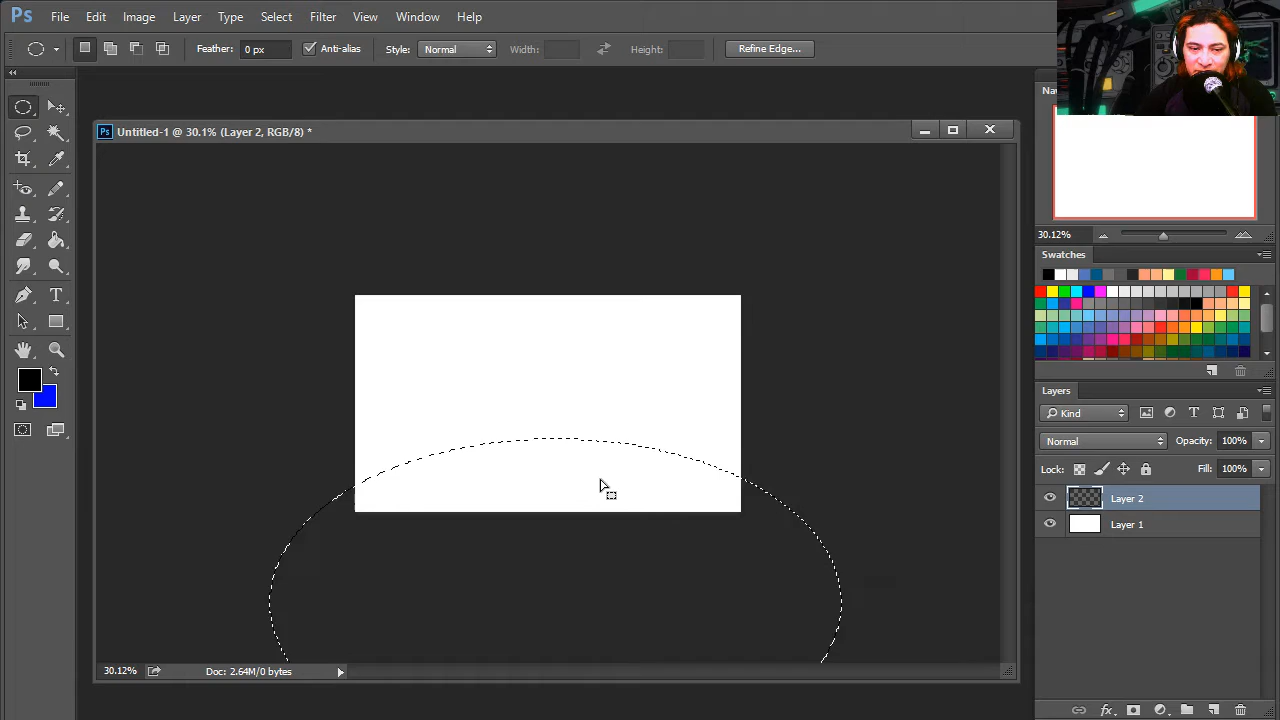 Ps File Edit Image Layer Type Select Filter View Window Help
Feather: 0 px Anti-alias Style: Normal Width: Height: Refine Edge...
Ps Untitled-1 @ 30.1% (Layer 2, RGB/8) *
30.12% Doc: 2.64M/0 bytes
30.12%
Swatches
Layers
Kind
Normal Opacity: 100%
Lock: Fill: 100%
Layer 2
Layer 1